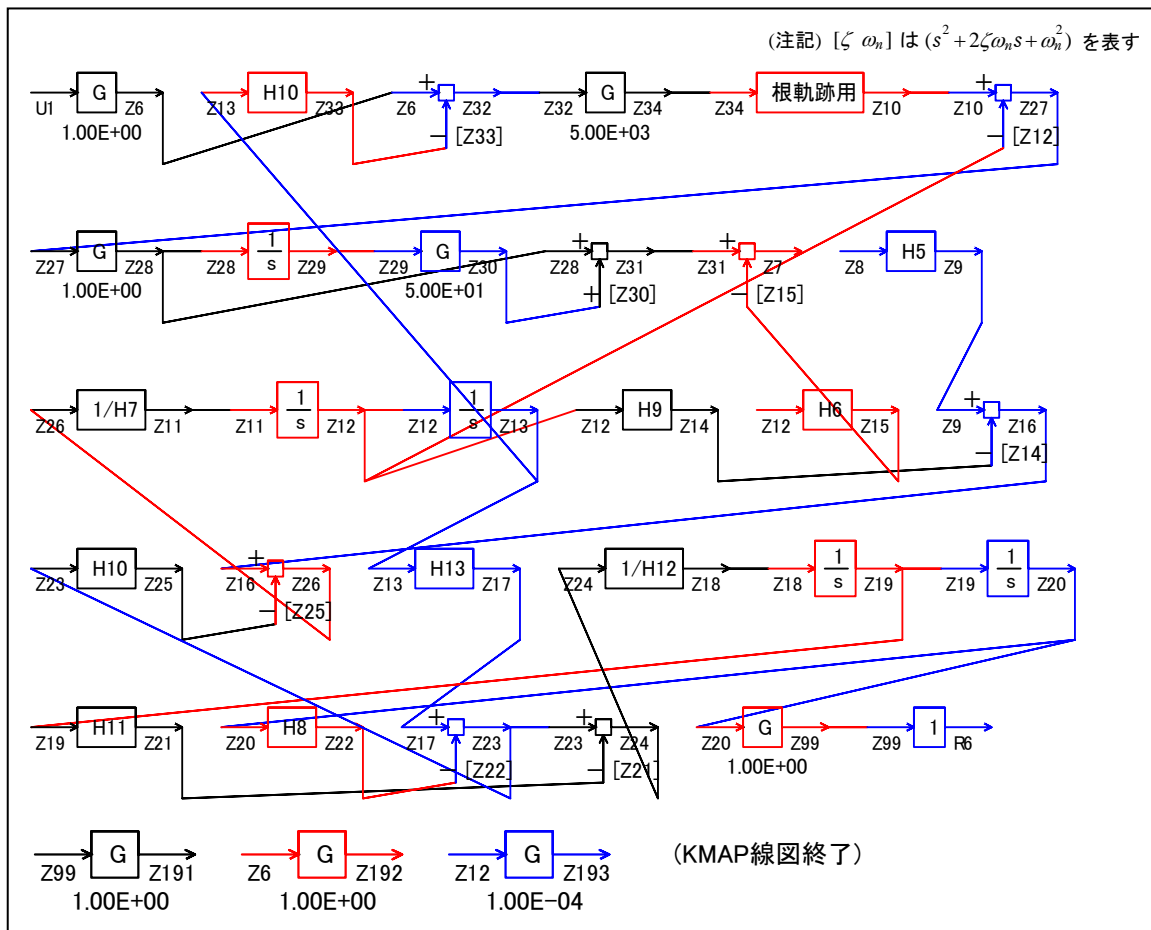 (注記) [ζ ωn] は (s² + 2ζωn s + ωn²) を表す
U1 G Z6 Z13 H10 Z33 Z6 + Z32 Z32 G Z34 Z34 根軌跡用 Z10 Z10 + Z27
1.00E+00 − [Z33] 5.00E+03 − [Z12]
Z27 G Z28 Z28 1/s Z29 Z29 G Z30 Z28 + Z31 Z31 + Z7 Z8 H5 Z9
1.00E+00 5.00E+01 + [Z30] − [Z15]
Z26 1/H7 Z11 Z11 1/s Z12 Z12 1/s Z13 Z12 H9 Z14 Z12 H6 Z15 Z9 + Z16
− [Z14]
Z23 H10 Z25 Z16 + Z26 Z13 H13 Z17 Z24 1/H12 Z18 Z18 1/s Z19 Z19 1/s Z20
− [Z25]
Z19 H11 Z21 Z20 H8 Z22 Z17 + Z23 Z23 + Z24 Z20 G Z99 Z99 1 R6
− [Z22] − [Z21] 1.00E+00
Z99 G Z191 Z6 G Z192 Z12 G Z193 (KMAP線図終了)
1.00E+00 1.00E+00 1.00E-04